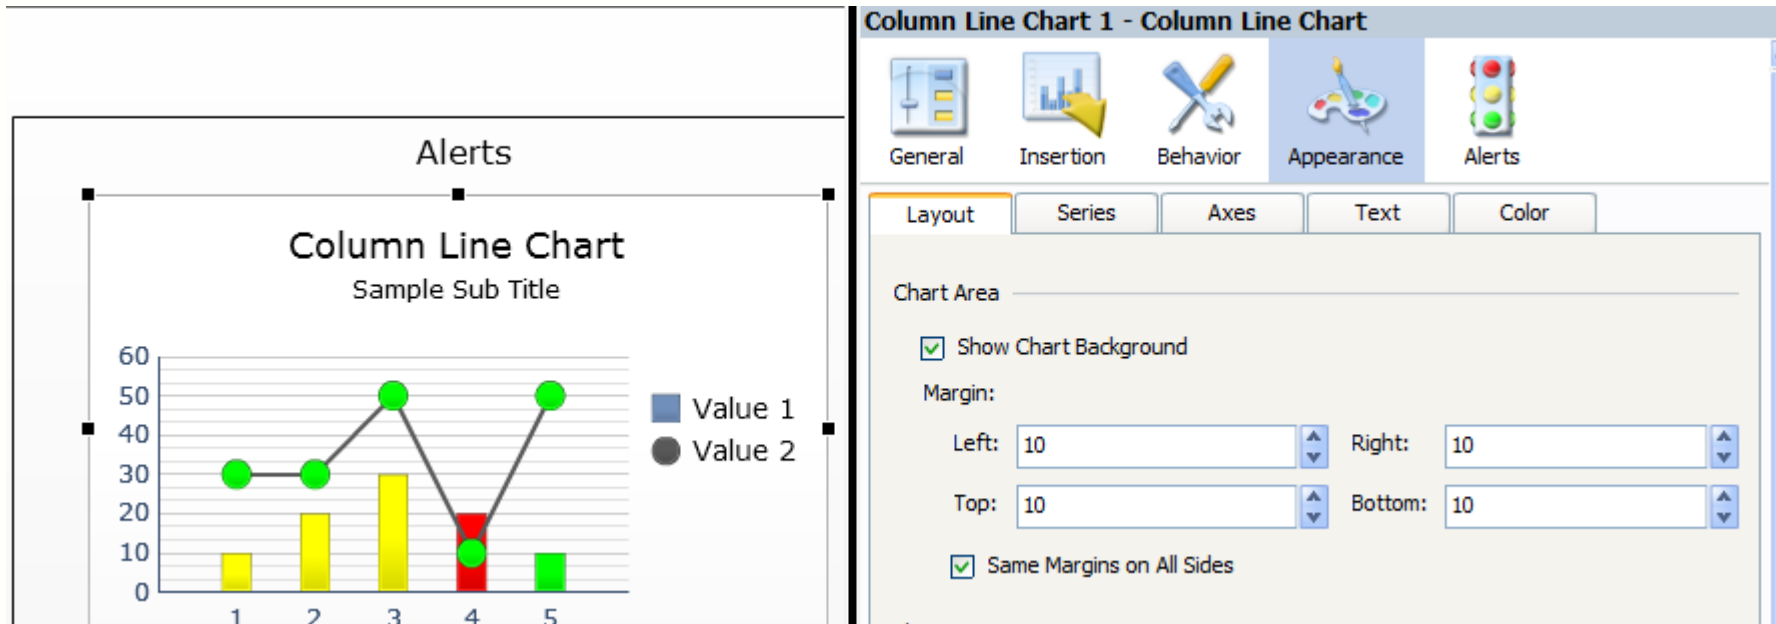 Alerts
Column Line Chart
Sample Sub Title
60
50
40
30
20
10
0
1 2 3 4 5
Value 1
Value 2
Column Line Chart 1 - Column Line Chart
General Insertion Behavior Appearance Alerts
Layout Series Axes Text Color
Chart Area
Show Chart Background
Margin:
Left: 10 Right: 10
Top: 10 Bottom: 10
Same Margins on All Sides